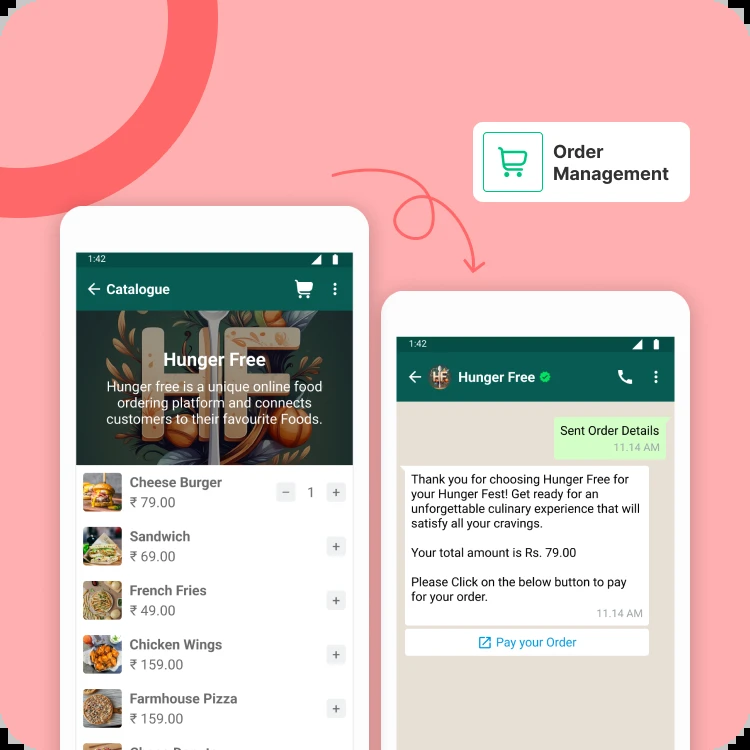 Order
Management
1:42
Catalogue
HF
Hunger Free
Hunger free is a unique online food
ordering platform and connects
customers to their favourite Foods.
Cheese Burger
₹ 79.00
− 1 +
Sandwich
₹ 69.00
+
French Fries
₹ 49.00
+
Chicken Wings
₹ 159.00
+
Farmhouse Pizza
₹ 159.00
+
1:42
HF
Hunger Free
Sent Order Details
11.14 AM
Thank you for choosing Hunger Free for
your Hunger Fest! Get ready for an
unforgettable culinary experience that will
satisfy all your cravings.
Your total amount is Rs. 79.00
Please Click on the below button to pay
for your order.
11.14 AM
Pay your Order